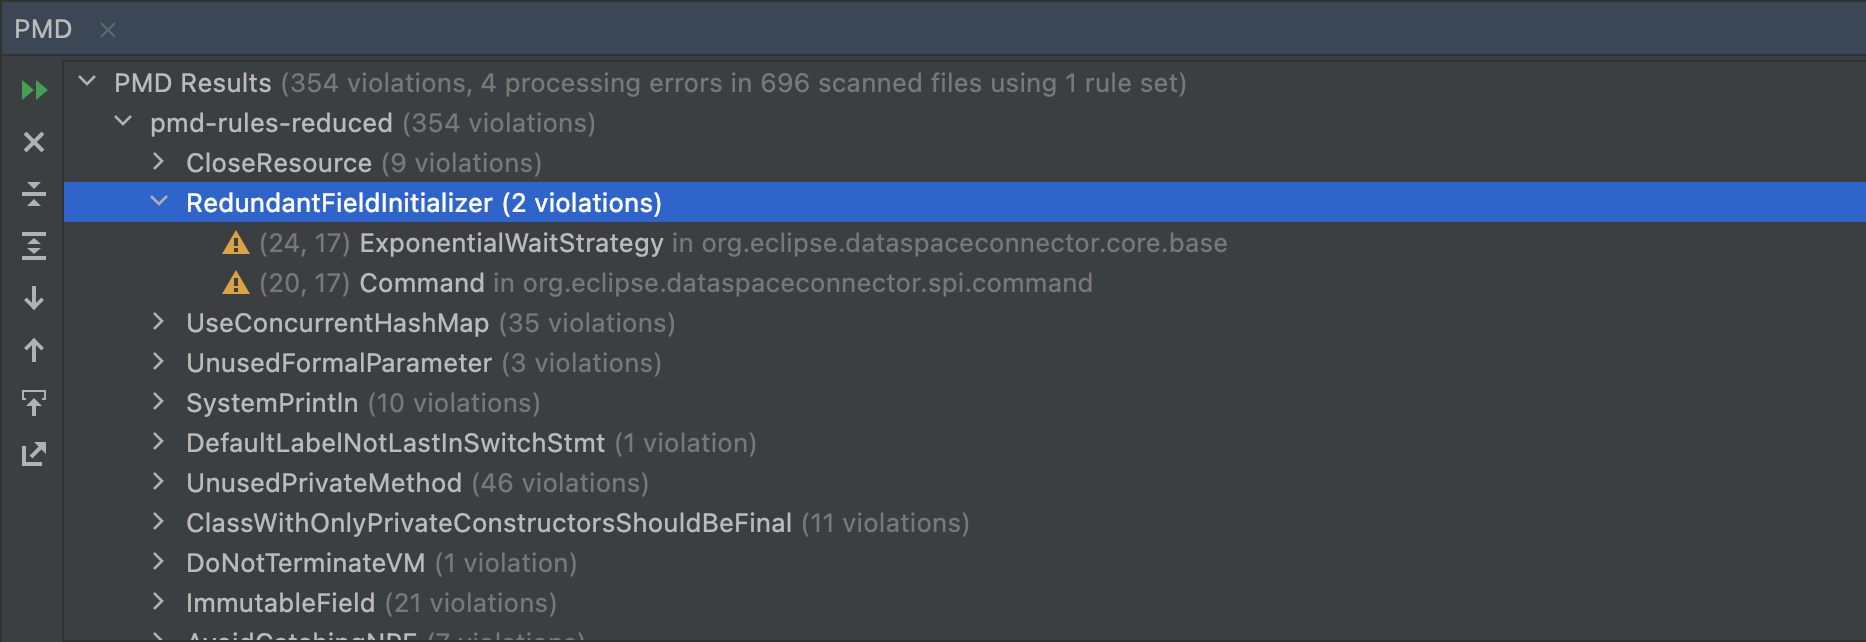 PMD
PMD Results (354 violations, 4 processing errors in 696 scanned files using 1 rule set)
pmd-rules-reduced (354 violations)
CloseResource (9 violations)
RedundantFieldInitializer (2 violations)
(24, 17) ExponentialWaitStrategy in org.eclipse.dataspaceconnector.core.base
(20, 17) Command in org.eclipse.dataspaceconnector.spi.command
UseConcurrentHashMap (35 violations)
UnusedFormalParameter (3 violations)
SystemPrintln (10 violations)
DefaultLabelNotLastInSwitchStmt (1 violation)
UnusedPrivateMethod (46 violations)
ClassWithOnlyPrivateConstructorsShouldBeFinal (11 violations)
DoNotTerminateVM (1 violation)
ImmutableField (21 violations)
AvoidCatchingNPE (7 violations)